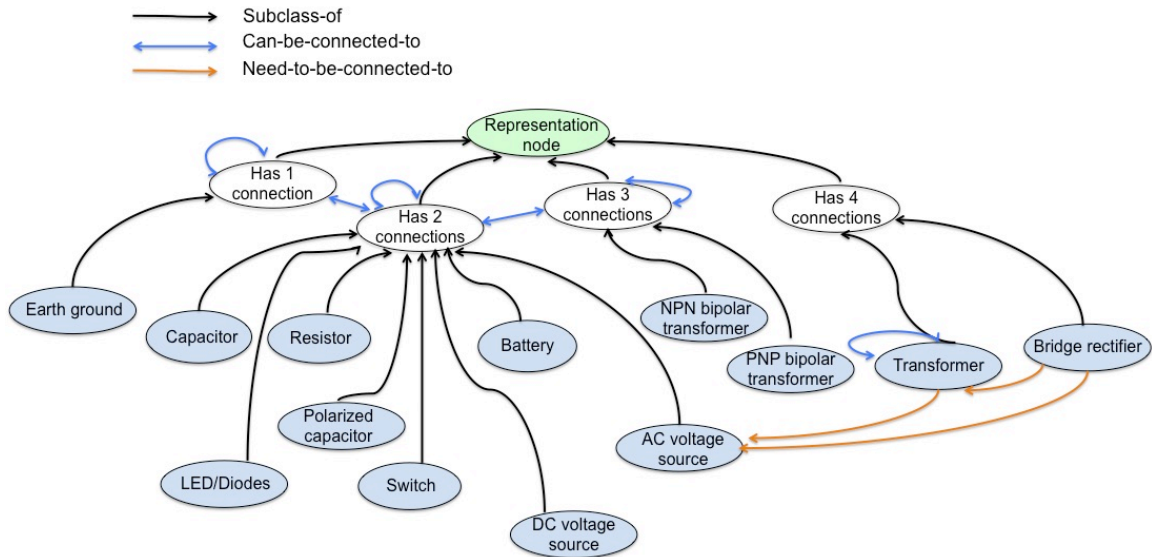 Subclass-of
Can-be-connected-to
Need-to-be-connected-to
Representation
node
Has 1
connection
Has 2
connections
Has 3
connections
Has 4
connections
Earth ground
Capacitor
Resistor
Battery
NPN bipolar
transformer
PNP bipolar
transformer
Transformer
Bridge rectifier
Polarized
capacitor
AC voltage
source
LED/Diodes
Switch
DC voltage
source